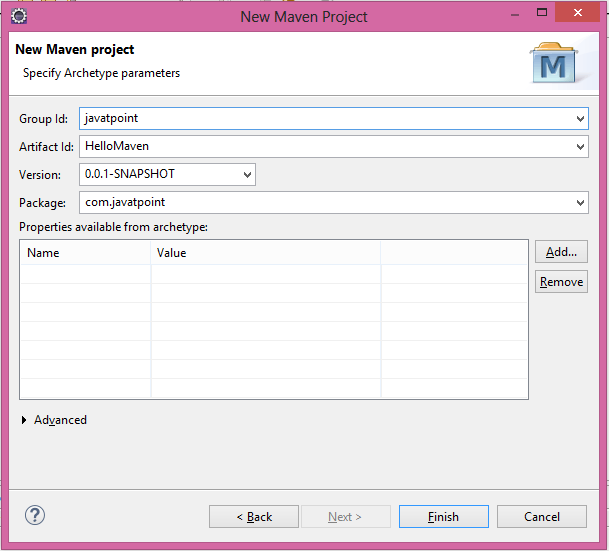 New Maven Project
New Maven project
Specify Archetype parameters
M
Group Id: javatpoint
Artifact Id: HelloMaven
Version: 0.0.1-SNAPSHOT
Package: com.javatpoint
Properties available from archetype:
Name Value
Add...
Remove
Advanced
? < Back Next > Finish Cancel